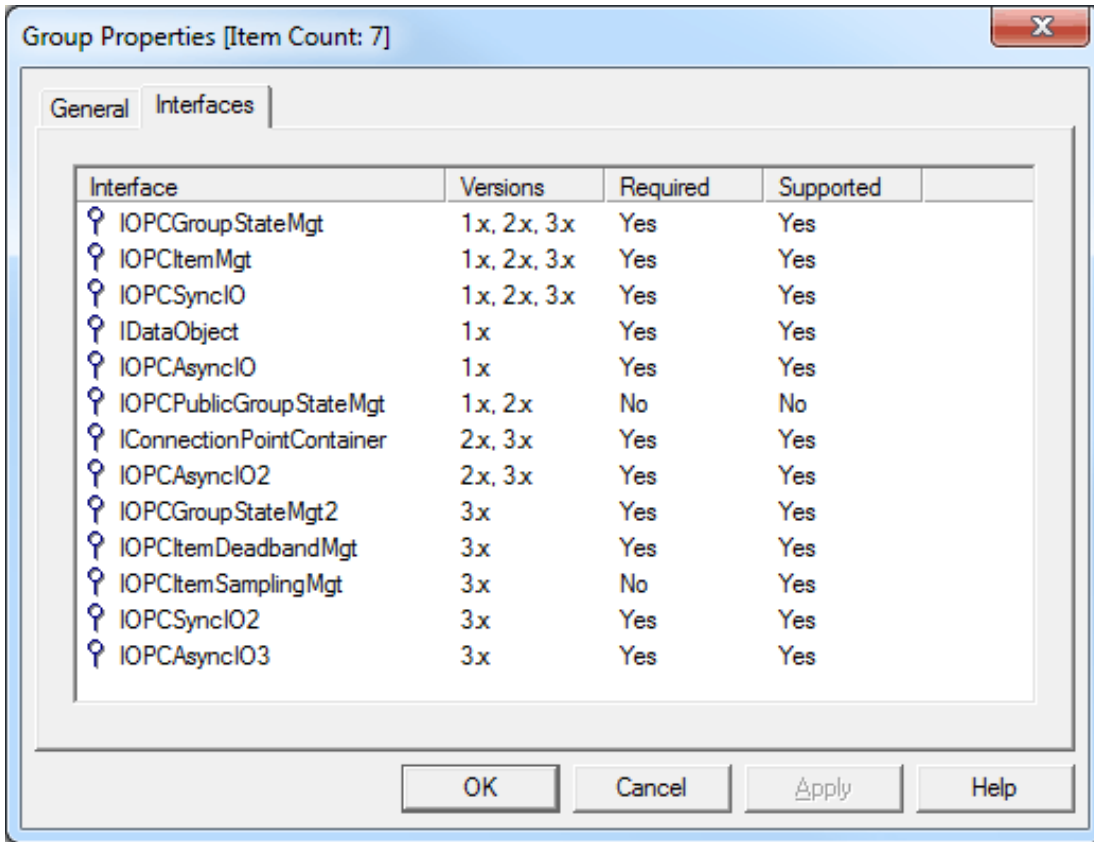 Group Properties [Item Count: 7]
General Interfaces
Interface Versions Required Supported
IOPCGroupStateMgt 1.x, 2.x, 3.x Yes Yes
IOPCItemMgt 1.x, 2.x, 3.x Yes Yes
IOPCSyncIO 1.x, 2.x, 3.x Yes Yes
IDataObject 1.x Yes Yes
IOPCAsyncIO 1.x Yes Yes
IOPCPublicGroupStateMgt 1.x, 2.x No No
IConnectionPointContainer 2.x, 3.x Yes Yes
IOPCAsyncIO2 2.x, 3.x Yes Yes
IOPCGroupStateMgt2 3.x Yes Yes
IOPCItemDeadbandMgt 3.x Yes Yes
IOPCItemSamplingMgt 3.x No Yes
IOPCSyncIO2 3.x Yes Yes
IOPCAsyncIO3 3.x Yes Yes
OK Cancel Apply Help